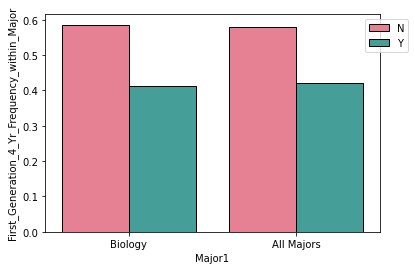 First_Generation_4_Yr_Frequency_within_Major
0.6
0.5
0.4
0.3
0.2
0.1
0.0
N
Y
Biology
All Majors
Major1